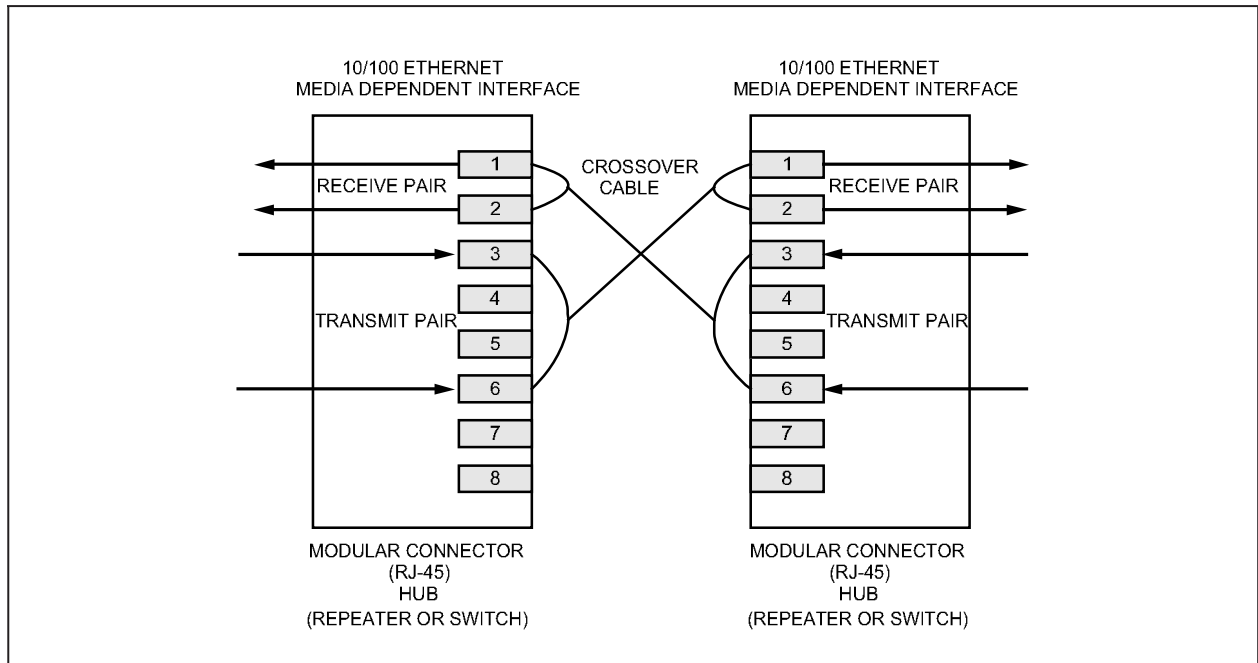 10/100 ETHERNET
MEDIA DEPENDENT INTERFACE
10/100 ETHERNET
MEDIA DEPENDENT INTERFACE
1
RECEIVE PAIR
2
3
4
TRANSMIT PAIR
5
6
7
8
CROSSOVER
CABLE
1
RECEIVE PAIR
2
3
4
TRANSMIT PAIR
5
6
7
8
MODULAR CONNECTOR
(RJ-45)
HUB
(REPEATER OR SWITCH)
MODULAR CONNECTOR
(RJ-45)
HUB
(REPEATER OR SWITCH)